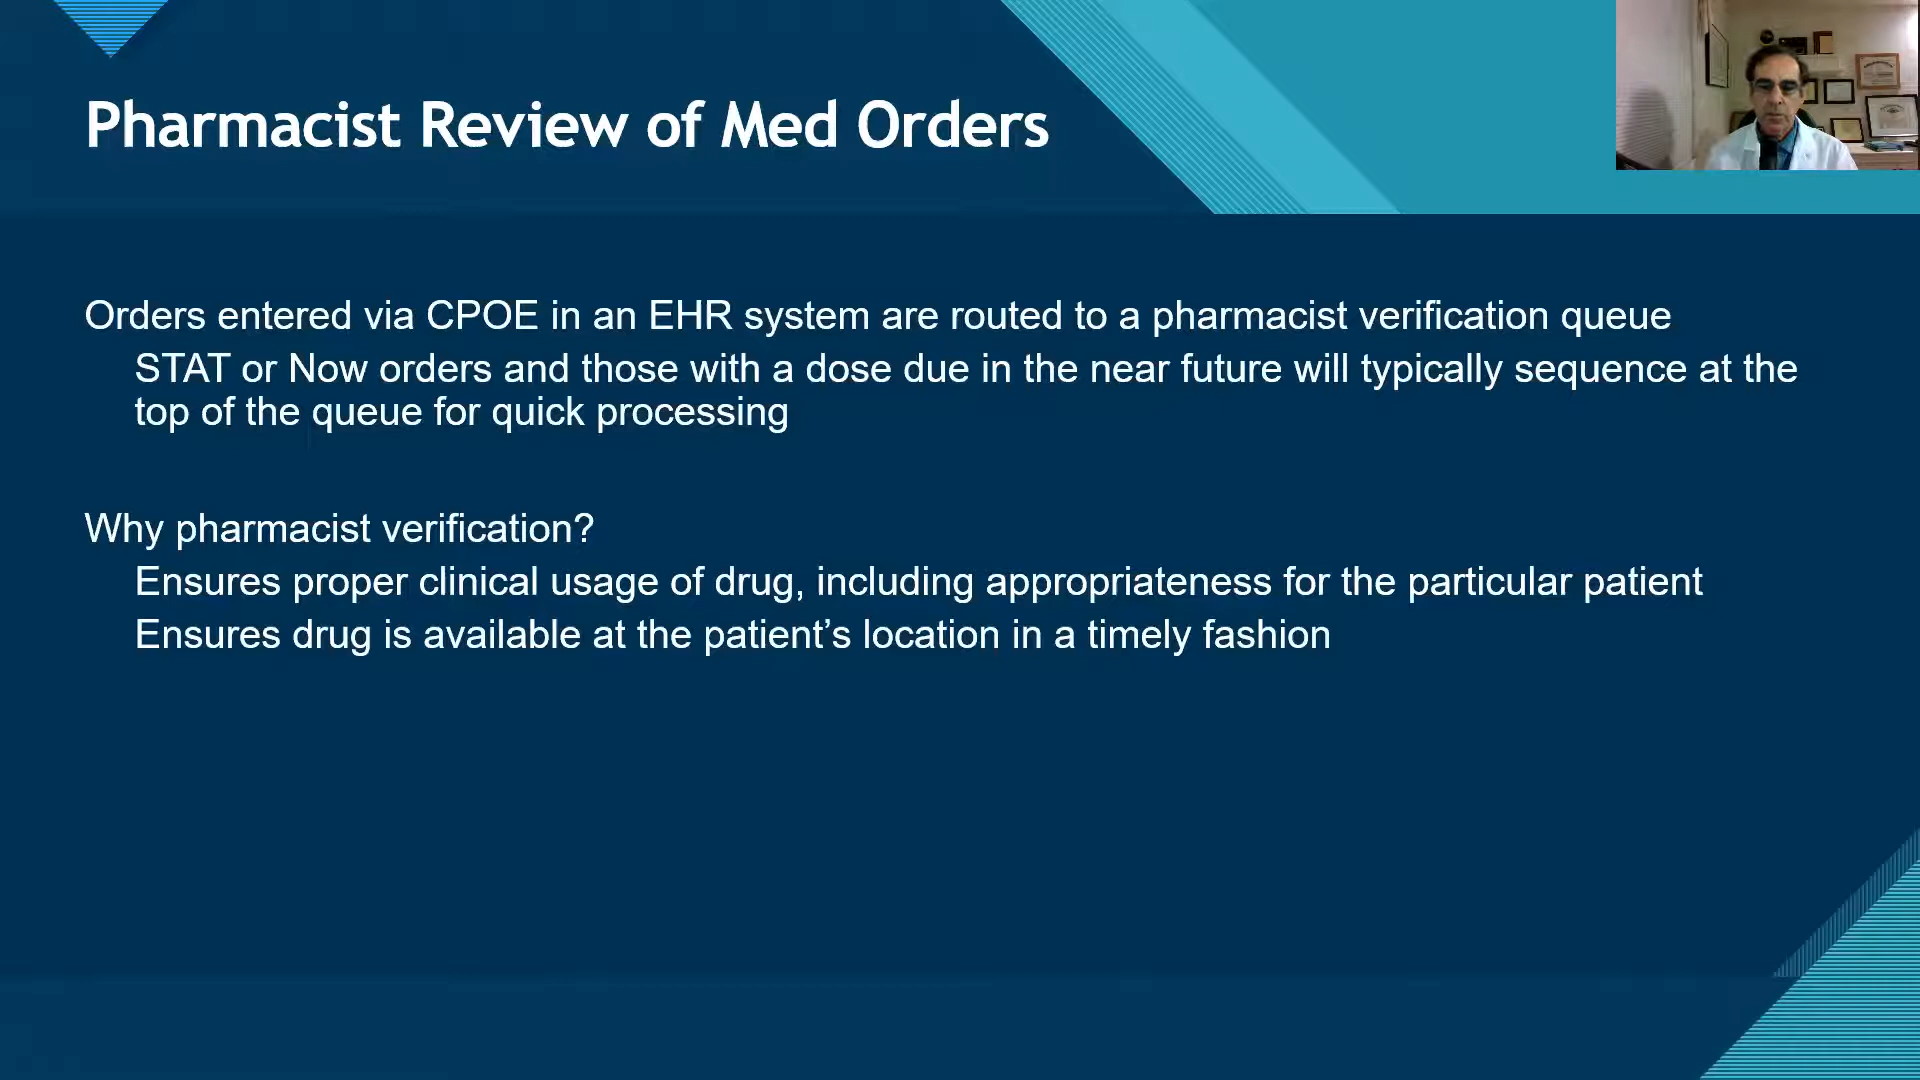 Pharmacist Review of Med Orders
Orders entered via CPOE in an EHR system are routed to a pharmacist verification queue
STAT or Now orders and those with a dose due in the near future will typically sequence at the
top of the queue for quick processing
Why pharmacist verification?
Ensures proper clinical usage of drug, including appropriateness for the particular patient
Ensures drug is available at the patient’s location in a timely fashion